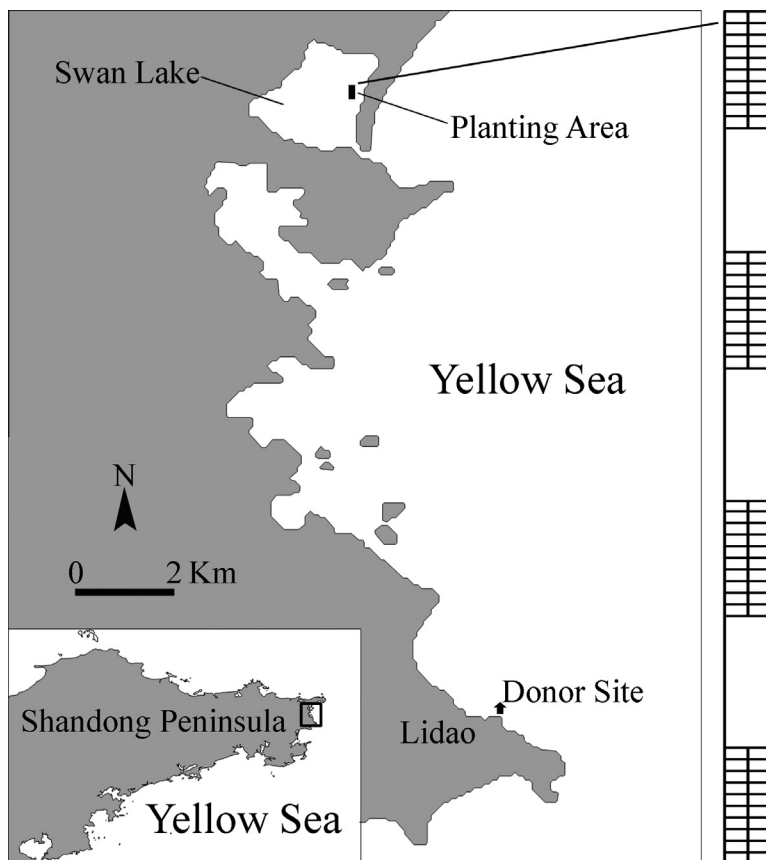 Swan Lake
Planting Area
Yellow Sea
N
0 2 Km
Donor Site
Lidao
Shandong Peninsula
Yellow Sea